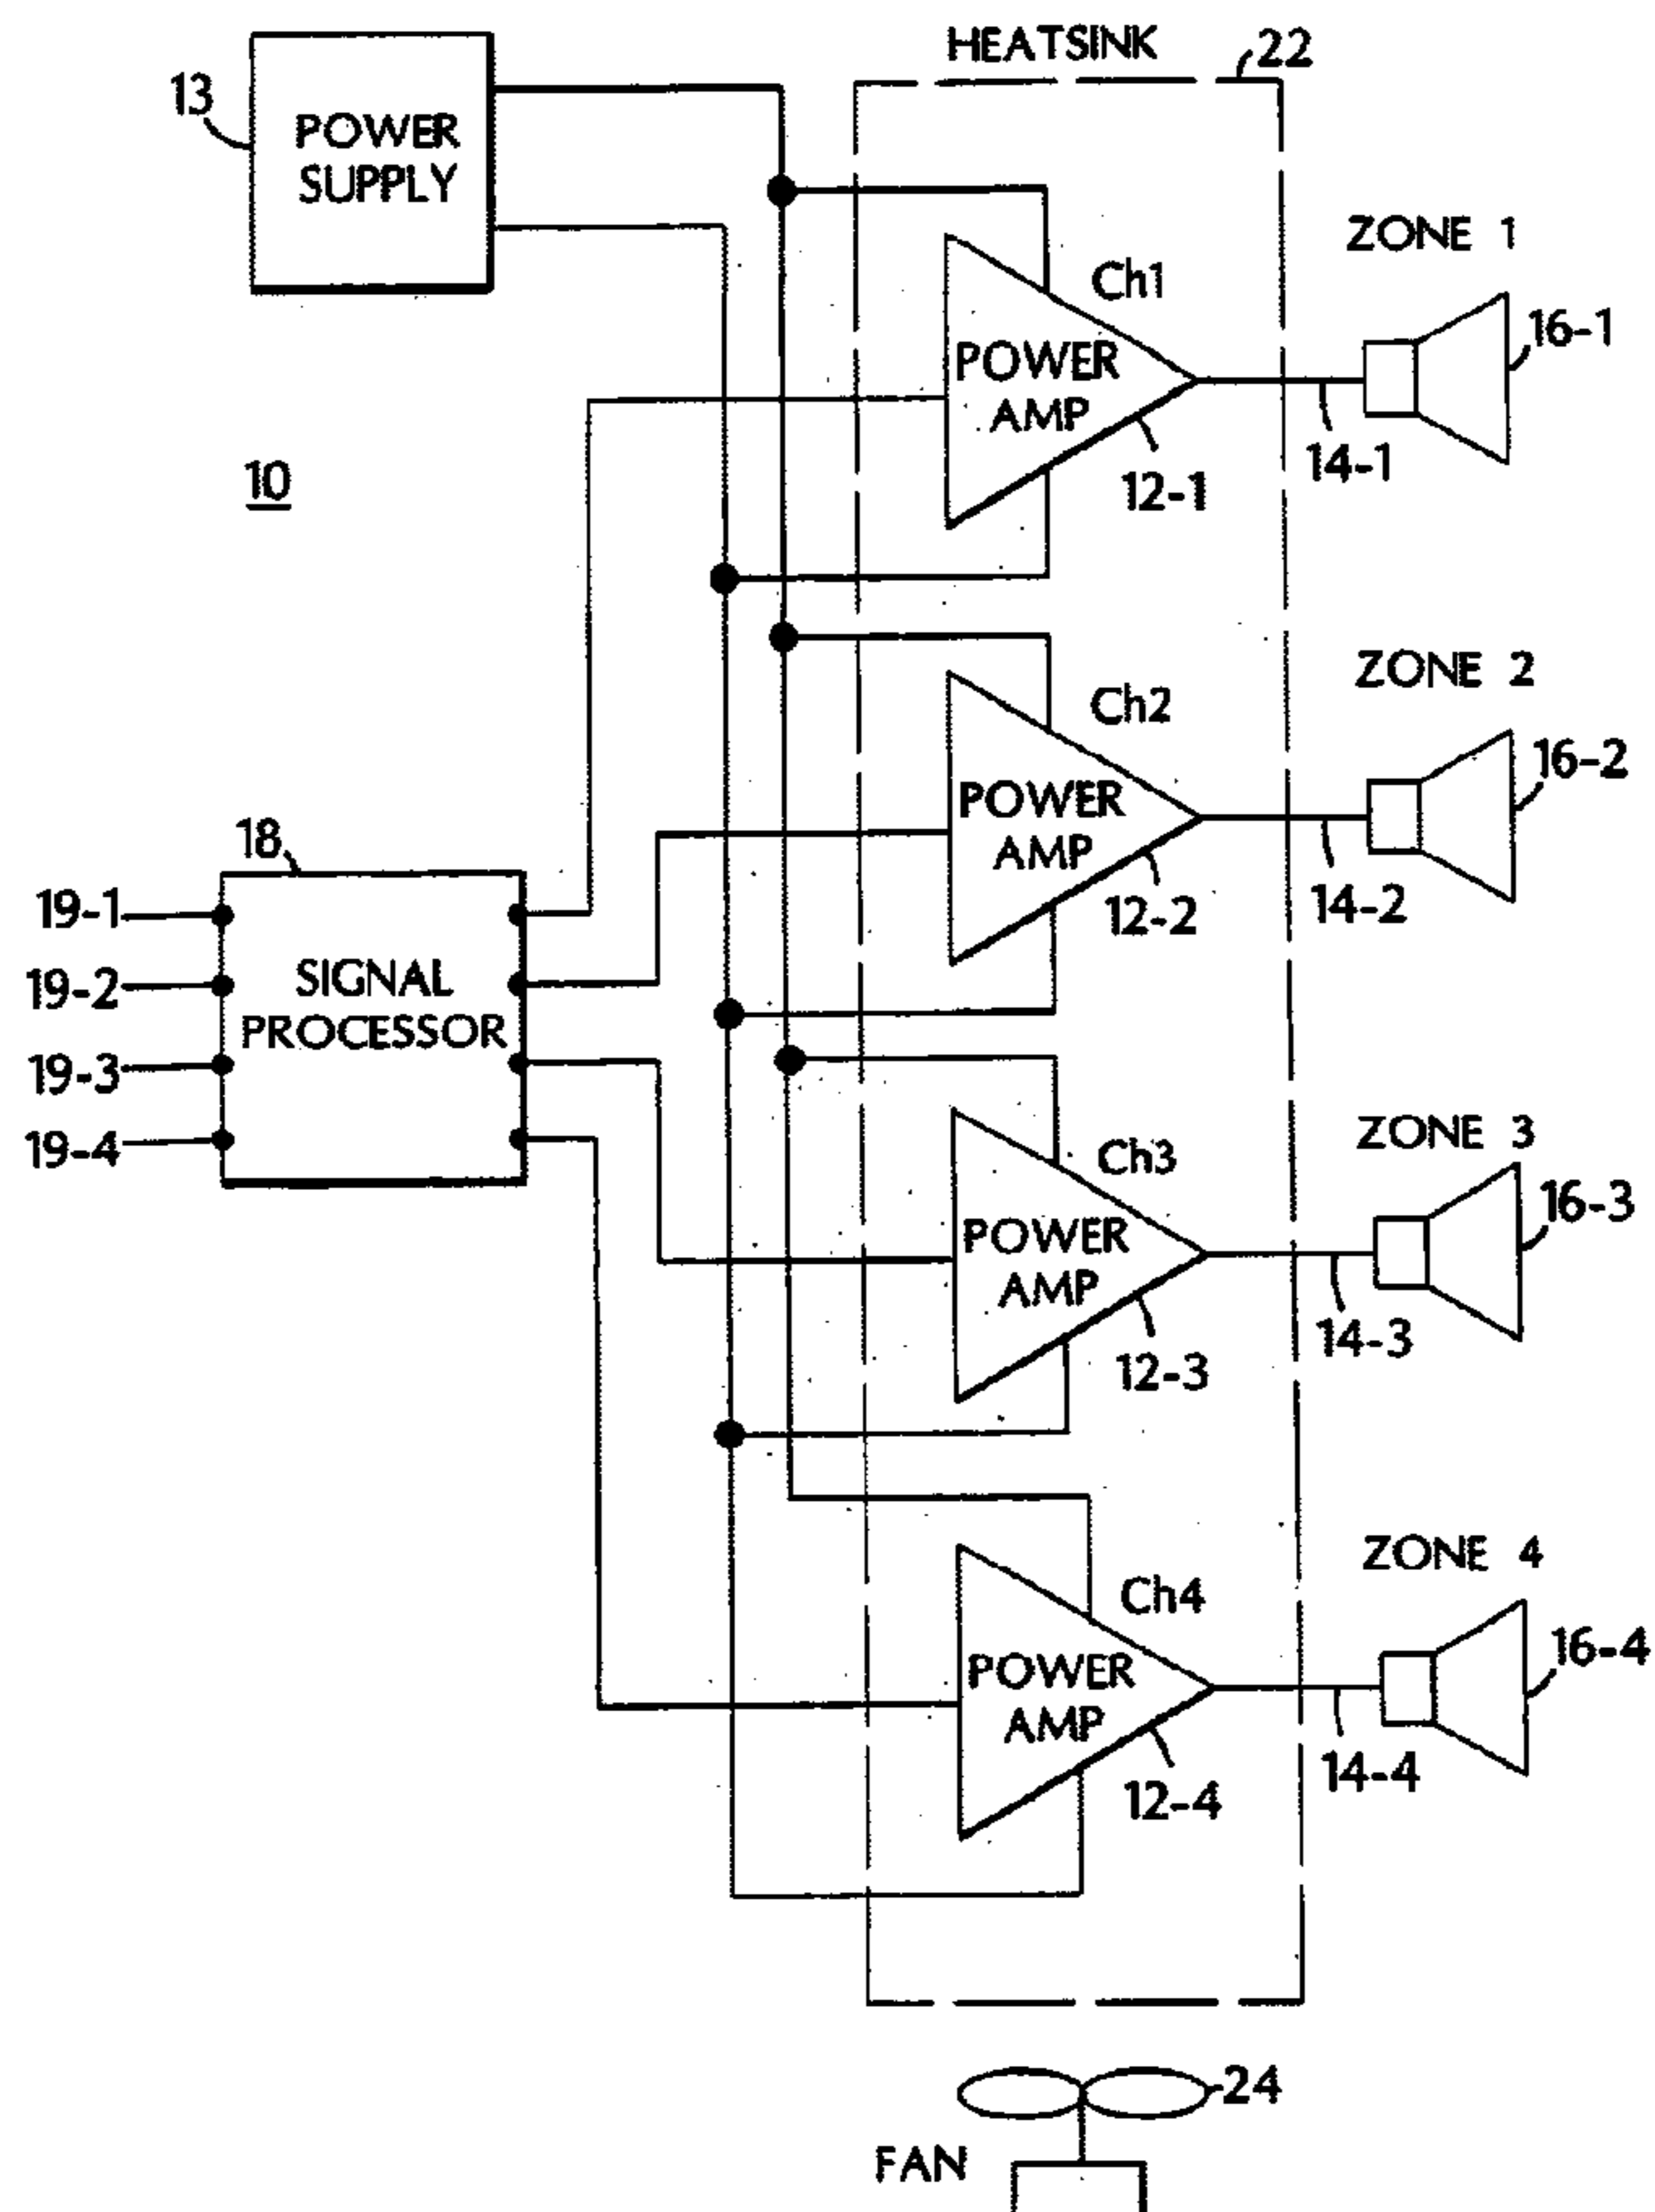 HEATSINK
22
13
POWER
SUPPLY
ZONE 1
Ch1
16-1
POWER
AMP
14-1
12-1
10
ZONE 2
Ch2
16-2
POWER
AMP
14-2
12-2
18
19-1
19-2
19-3
19-4
SIGNAL
PROCESSOR
ZONE 3
Ch3
16-3
POWER
AMP
14-3
12-3
ZONE 4
Ch4
16-4
POWER
AMP
14-4
12-4
24
FAN